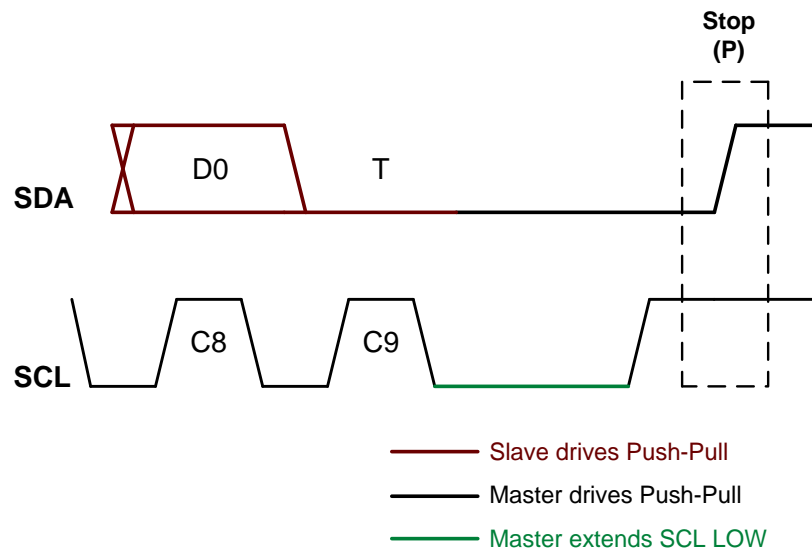 Stop
(P)
SDA
D0
T
SCL
C8
C9
Slave drives Push-Pull
Master drives Push-Pull
Master extends SCL LOW